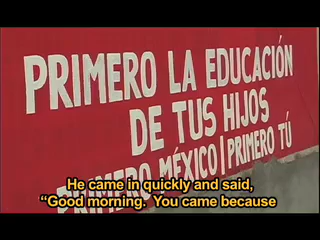 PRIMERO LA EDUCACIÓN
DE TUS HIJOS
PRIMERO MÉXICO | PRIMERO TÚ
He came in quickly and said,
“Good morning.  You came because